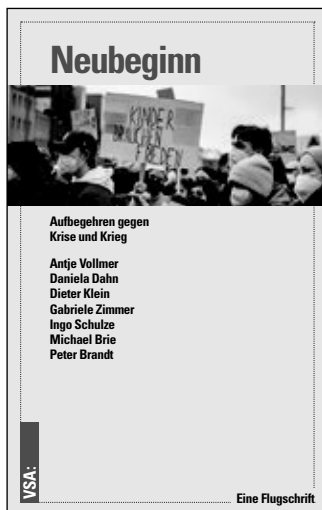 Neubeginn
KINDER
BRAUCHEN
FRIEDEN
Aufbegehren gegen
Krise und Krieg
Antje Vollmer
Daniela Dahn
Dieter Klein
Gabriele Zimmer
Ingo Schulze
Michael Brie
Peter Brandt
VSA:
Eine Flugschrift